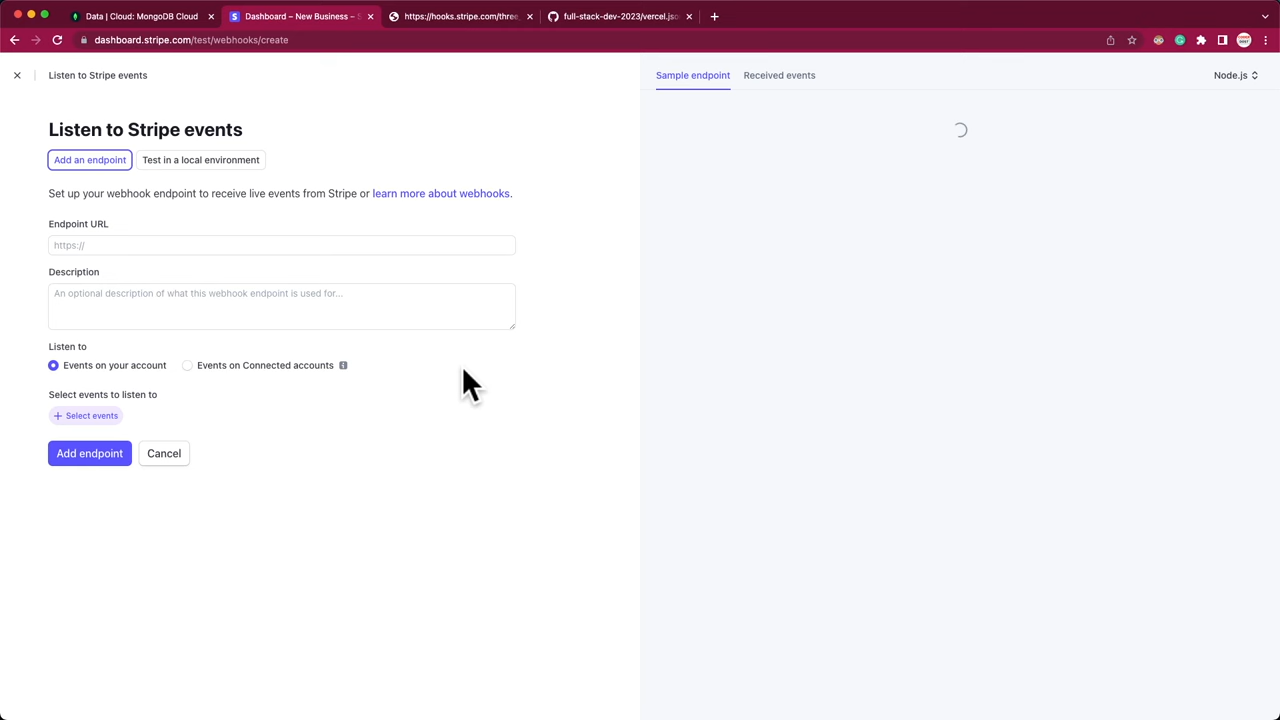 Data | Cloud: MongoDB Cloud
Dashboard – New Business – S
https://hooks.stripe.com/three_
full-stack-dev-2023/vercel.jso
dashboard.stripe.com/test/webhooks/create
Listen to Stripe events
Sample endpoint
Received events
Node.js
Listen to Stripe events
Add an endpoint
Test in a local environment
Set up your webhook endpoint to receive live events from Stripe or learn more about webhooks.
Endpoint URL
https://
Description
An optional description of what this webhook endpoint is used for...
Listen to
Events on your account
Events on Connected accounts
Select events to listen to
+ Select events
Add endpoint
Cancel